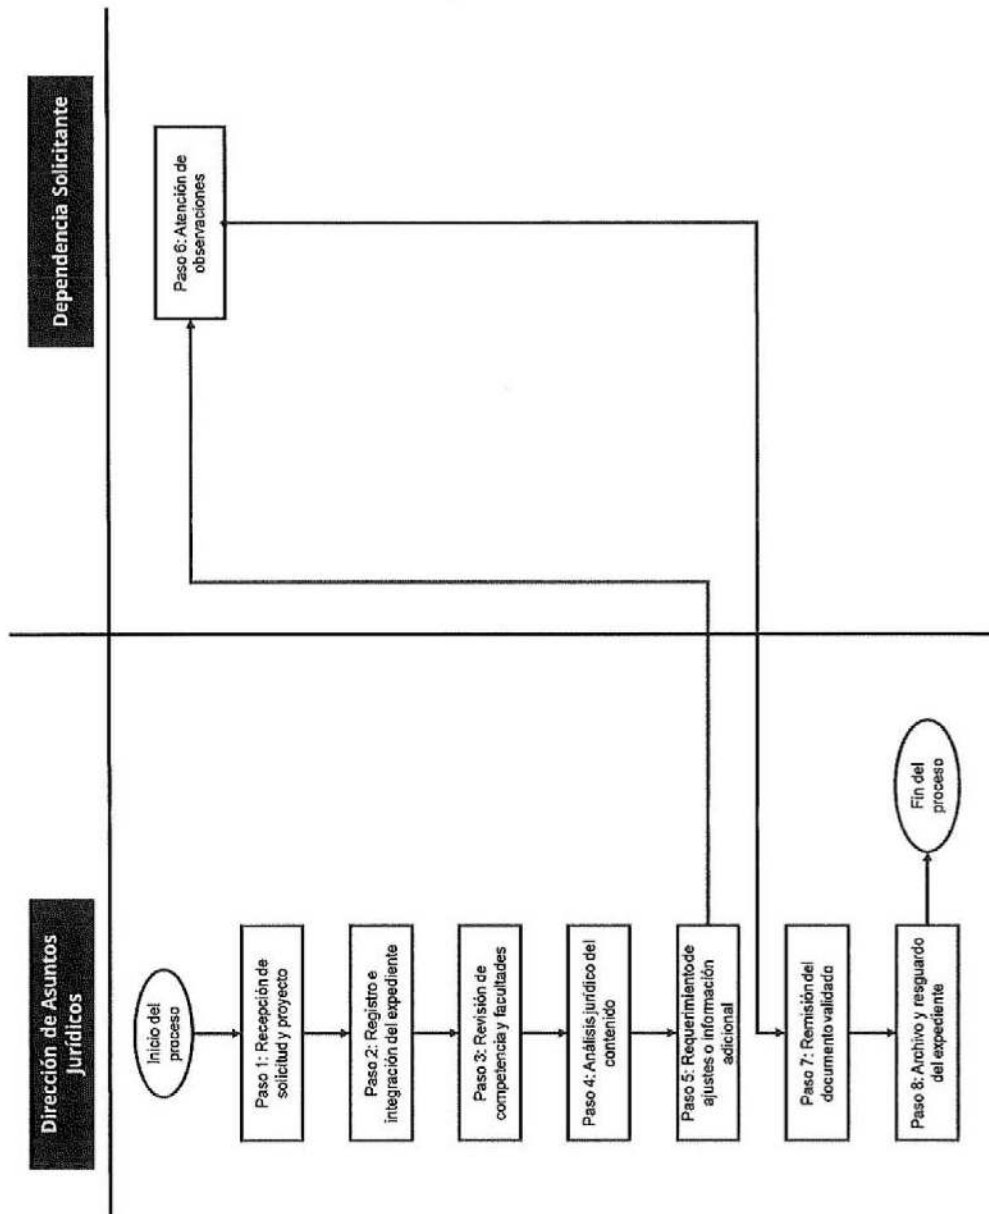 Dirección de Asuntos
Jurídicos
Dependencia Solicitante
Inicio del
proceso
Paso 1: Recepción de
solicitud y proyecto
Paso 2: Registro e
integración del expediente
Paso 3: Revisión de
competencia y facultades
Paso 4: Análisis jurídico del
contenido
Paso 5: Requerimiento de
ajustes o información
adicional
Paso 6: Atención de
observaciones
Paso 7: Remisión del
documento validado
Paso 8: Archivo y resguardo
del expediente
Fin del
proceso